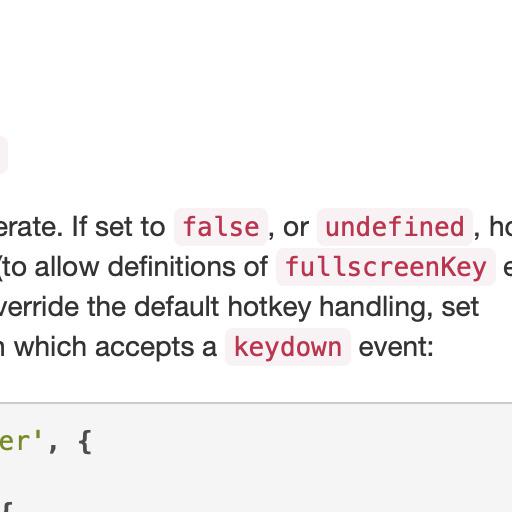 erate. If set to false, or undefined, ho
(to allow definitions of fullscreenKey e
verride the default hotkey handling, set
n which accepts a keydown event:
er', {
{